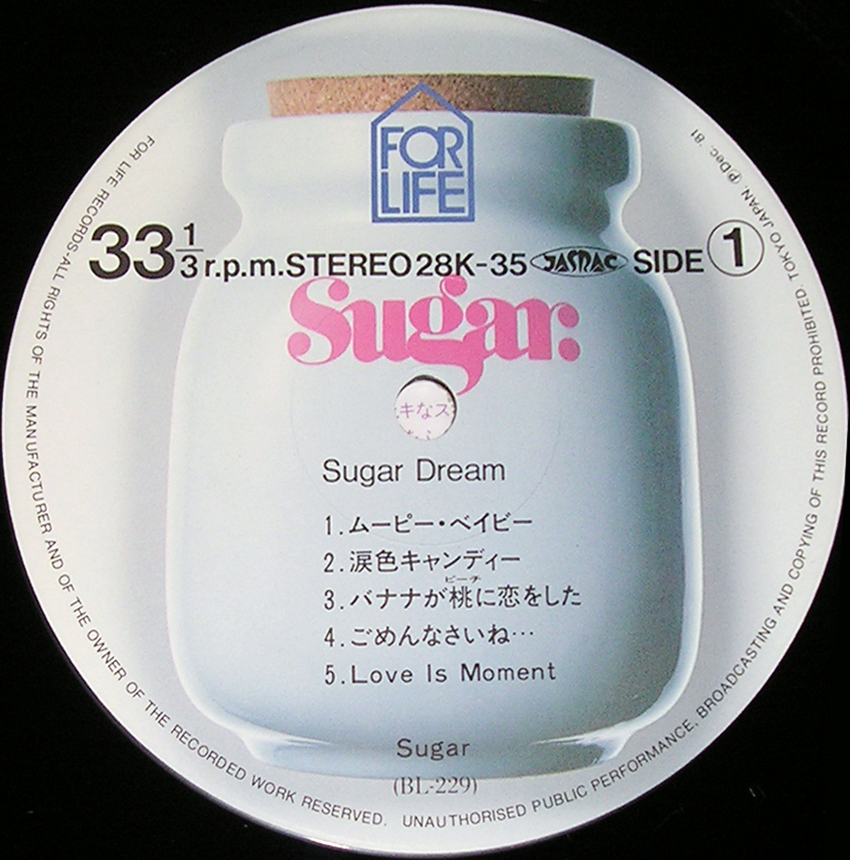 FOR
LIFE
33 1/3 r.p.m. STEREO 28K-35 JASRAC SIDE 1
Sugar:
キなス
Sugar Dream
1.ムーピー・ベイビー
2.涙色キャンディー
ピーチ
3.バナナが桃に恋をした
4.ごめんなさいね…
5.Love Is Moment
Sugar
(BL-229)
FOR LIFE RECORDS·ALL RIGHTS OF THE MANUFACTURER AND OF THE OWNER OF THE RECORDED WORK RESERVED. UNAUTHORISED PUBLIC PERFORMANCE, BROADCASTING AND COPYING OF THIS RECORD PROHIBITED. TOKYO JAPAN. ℗Dec. '81